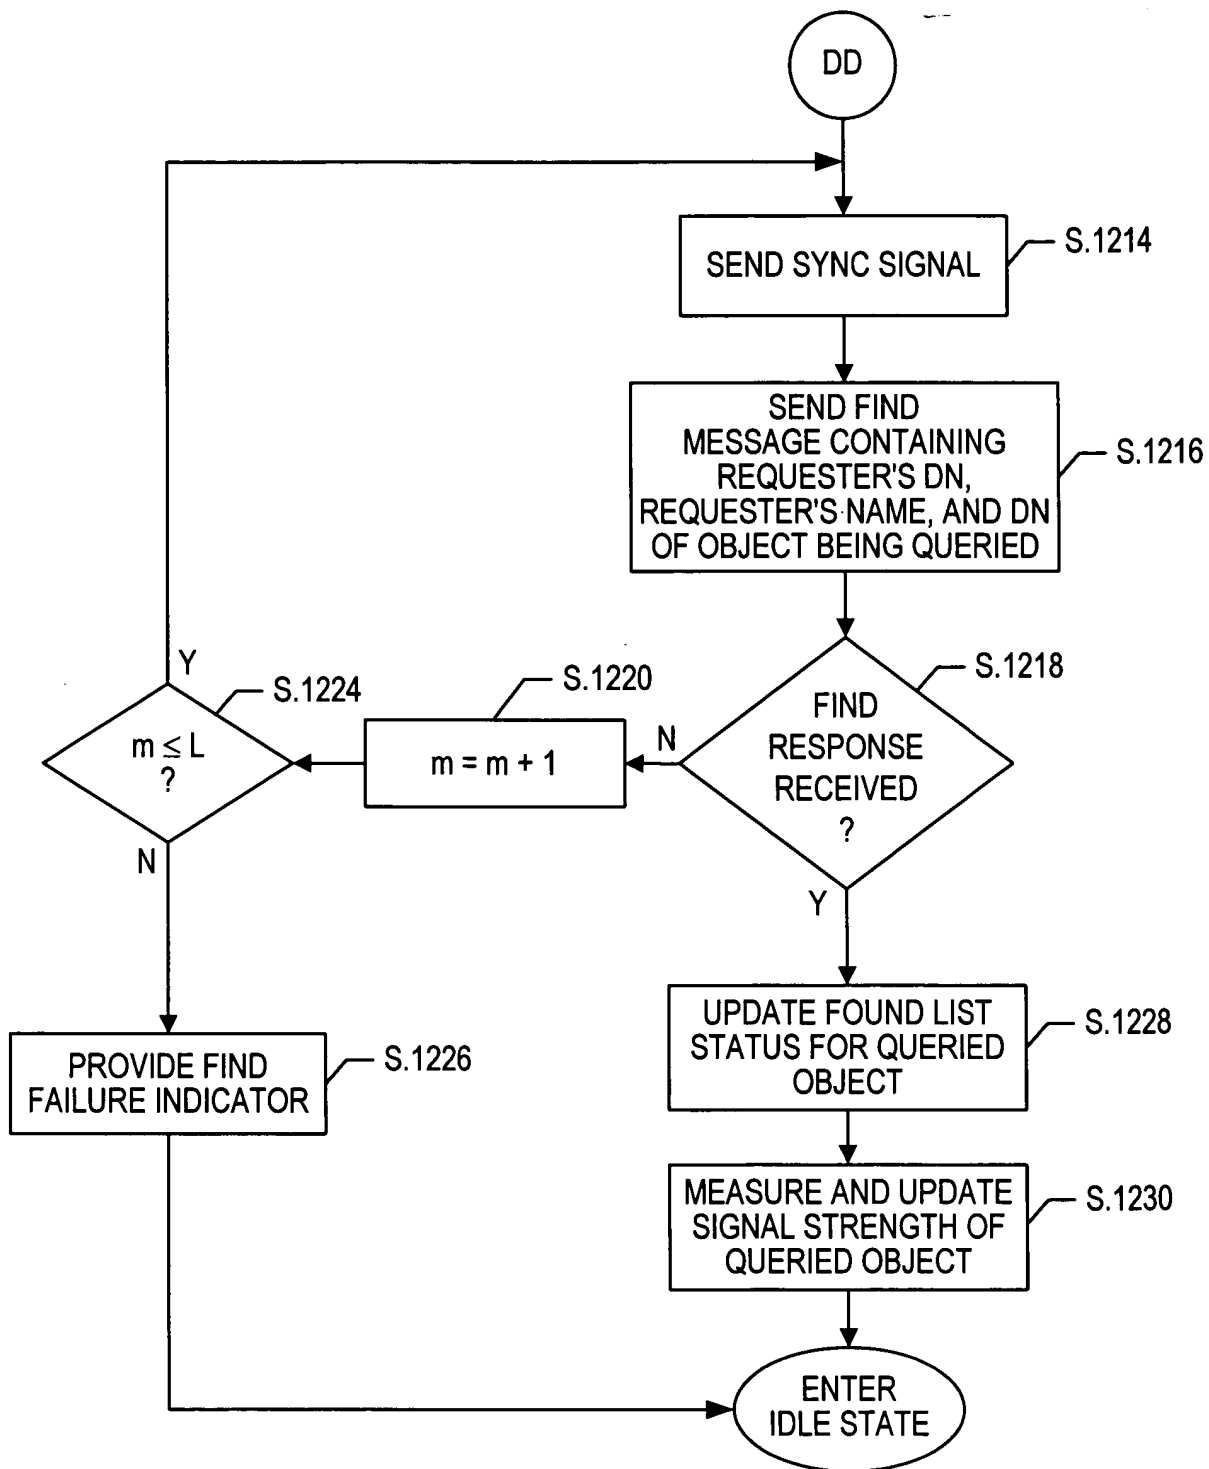 DD
SEND SYNC SIGNAL
S.1214
SEND FIND
MESSAGE CONTAINING
REQUESTER'S DN,
REQUESTER'S NAME, AND DN
OF OBJECT BEING QUERIED
S.1216
FIND
RESPONSE
RECEIVED
?
S.1218
N
Y
m = m + 1
S.1220
m ≤ L
?
S.1224
Y
N
PROVIDE FIND
FAILURE INDICATOR
S.1226
UPDATE FOUND LIST
STATUS FOR QUERIED
OBJECT
S.1228
MEASURE AND UPDATE
SIGNAL STRENGTH OF
QUERIED OBJECT
S.1230
ENTER
IDLE STATE